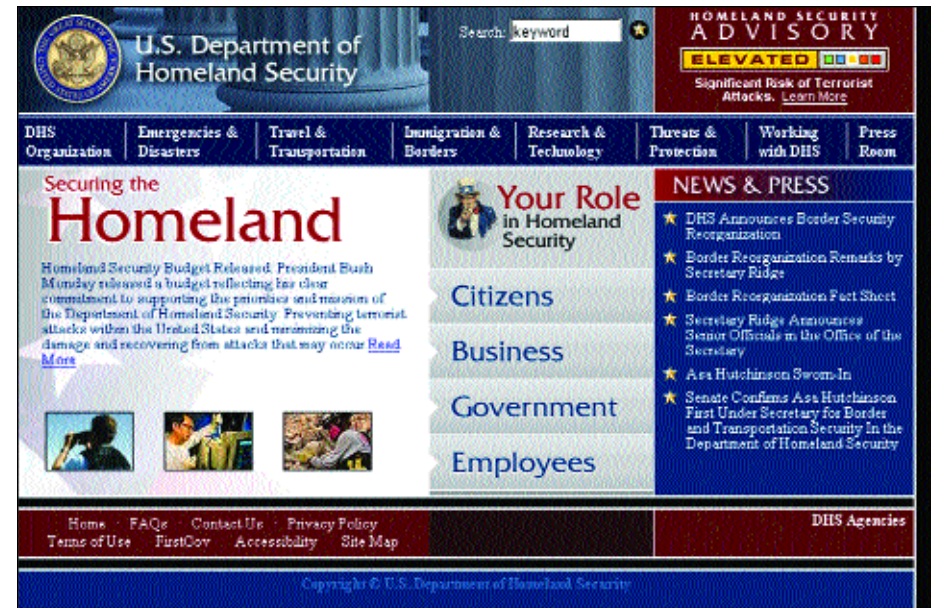 U.S. Department of
Homeland Security
Search: keyword
HOMELAND SECURITY
ADVISORY
ELEVATED
Significant Risk of Terrorist
Attacks. Learn More
DHS
Organization
Emergencies &
Disasters
Travel &
Transportation
Immigration &
Borders
Research &
Technology
Threats &
Protection
Working
with DHS
Press
Room
Securing the
Homeland
Homeland Security Budget Released. President Bush
Monday released a budget reflecting his clear
commitment to supporting the priorities and mission of
the Department of Homeland Security: Preventing terrorist
attacks within the United States and minimizing the
damage and recovering from attacks that may occur Read
More
Your Role
in Homeland
Security
Citizens
Business
Government
Employees
NEWS & PRESS
DHS Announces Border Security
Reorganization
Border Reorganization Remarks by
Secretary Ridge
Border Reorganization Fact Sheet
Secretary Ridge Announces
Senior Officials in the Office of the
Secretary
Asa Hutchinson Sworn-In
Senate Confirms Asa Hutchinson
First Under Secretary for Border
and Transportation Security In the
Department of Homeland Security
Home · FAQs · Contact Us · Privacy Policy
Terms of Use FirstGov Accessibility Site Map
DHS Agencies
Copyright © U.S. Department of Homeland Security